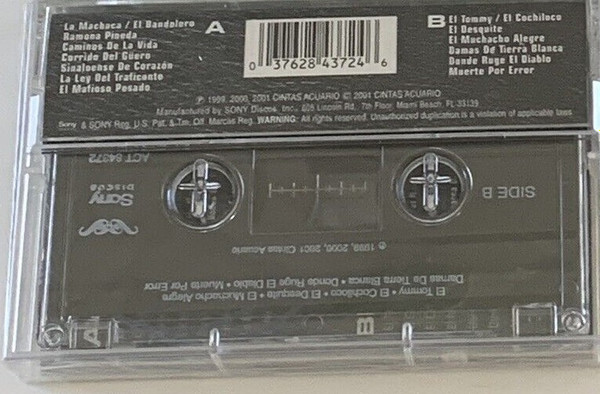 La Machaca / El Bandolero
Ramona Pineda
Caminos De La Vida
Corrido Del Güero
Sinaloense De Corazón
La Ley Del Traficante
El Mafioso Pesado
A
0 37628 43724 6
B
El Tommy / El Cochiloco
El Desquite
El Muchacho Alegre
Damas De Tierra Blanca
Donde Ruge El Diablo
Muerte Por Error
℗ 1999, 2000, 2001 CINTAS ACUARIO © 2001 CINTAS ACUARIO
Manufactured by SONY Discos, Inc., 605 Lincoln Rd. 7th Floor, Miami Beach, FL 33139
Sony & SONY Reg. U.S. Pat. & Tm. Off. Marcas Reg. WARNING: All rights reserved. Unauthorized duplication is a violation of applicable laws
ACT 84372
Sony
DISCOS
SIDE B
℗ 1999, 2000, 2001 Cintas Acuario
El Tommy • El Cochiloco • El Desquite • El Muchacho Alegre
Damas De Tierra Blanca • Donde Ruge El Diablo • Muerte Por Error
B